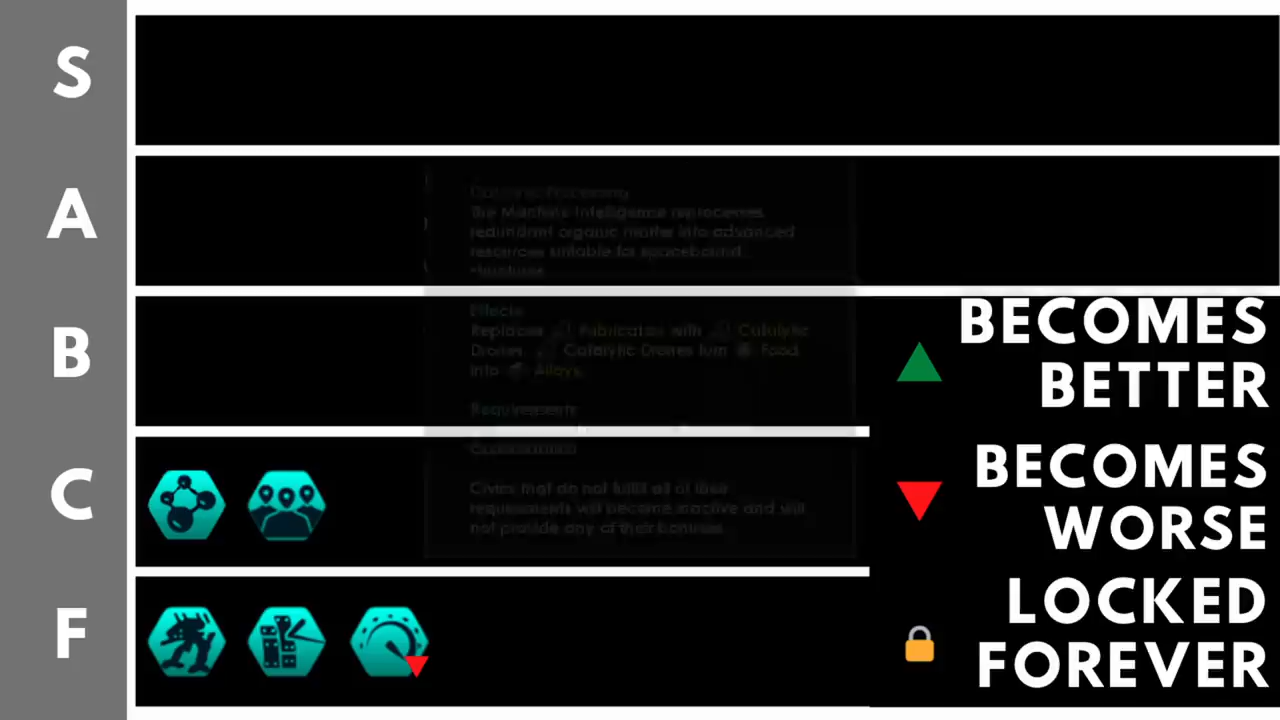 S
A
Catalytic Processing
The Machine Intelligence reprocesses
redundant organic matter into advanced
resources suitable for spacebound
structures.
Effects
Replaces Fabricators with Catalytic
Drones. Catalytic Drones turn Food
into Alloys.
Requirements
Civics that do not fulfill all of their
requirements will become inactive and will
not provide any of their bonuses.
B
BECOMES
BETTER
C
BECOMES
WORSE
F
LOCKED
FOREVER